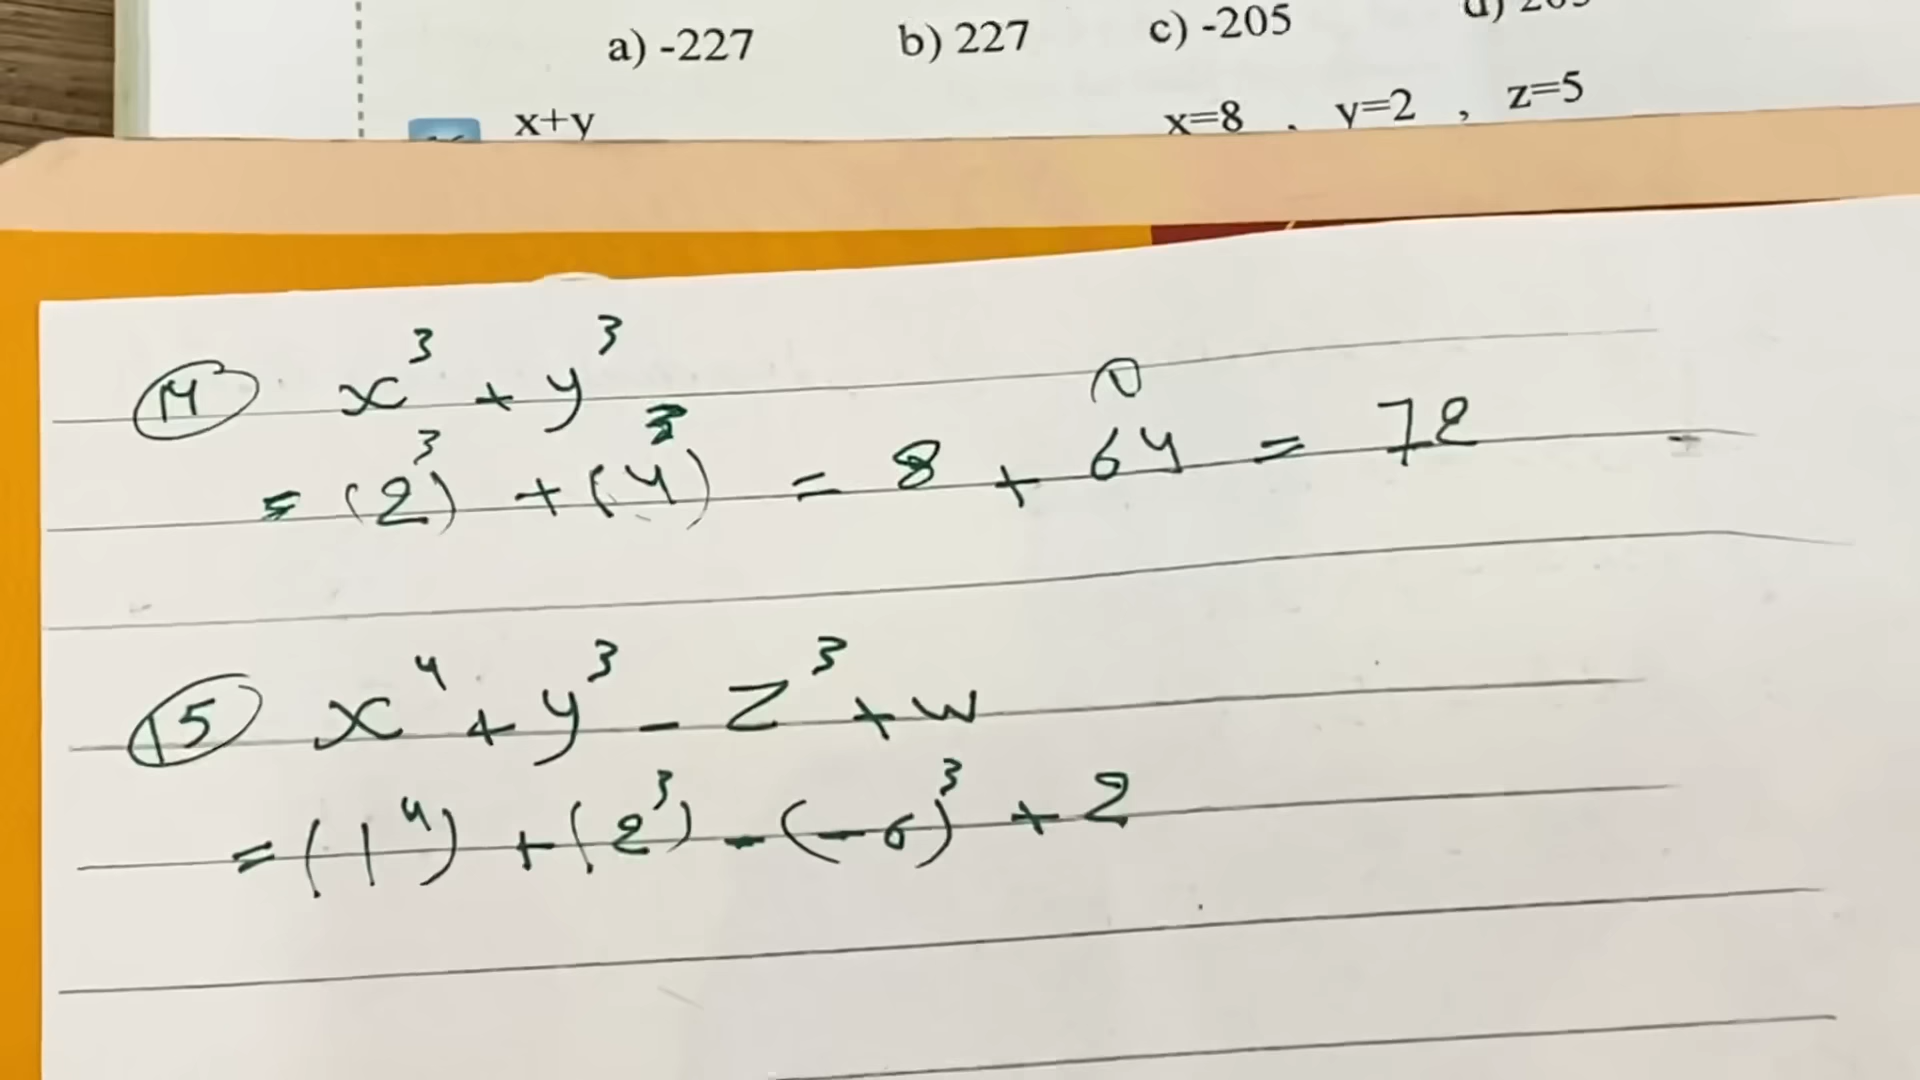 a) -227 b) 227 c) -205
x+y x=8 , y=2 , z=5
14 x³ + y³
= (2³) + (4³) = 8 + 64 = 72
15 x⁴ + y³ - z³ + w
= (1⁴) + (2³) - (-6)³ + 2